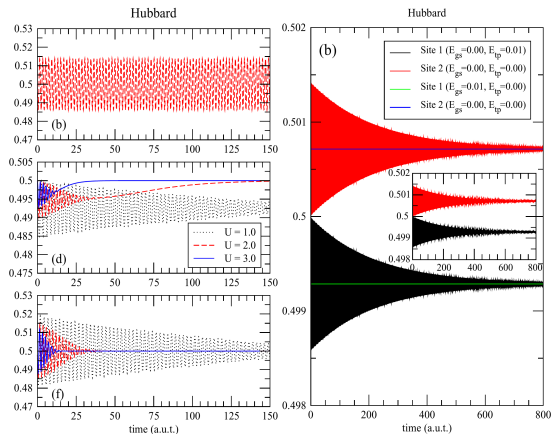 Hubbard
0.53
0.52
0.51
0.5
0.49
0.48
0.47
(b)
0 25 50 75 100 125 150
time (a.u.t.)
0.505
0.5
0.495
0.49
0.485
0.48
0.475
(d)
U = 1.0
U = 2.0
U = 3.0
0 25 50 75 100 125 150
time (a.u.t.)
0.53
0.52
0.51
0.5
0.49
0.48
0.47
(f)
0 25 50 75 100 125 150
time (a.u.t.)
Hubbard
0.502
0.501
0.5
0.499
0.498
(b)
Site 1 (Egs=0.00, Etp=0.01)
Site 2 (Egs=0.00, Etp=0.00)
Site 1 (Egs=0.01, Etp=0.00)
Site 2 (Egs=0.00, Etp=0.00)
0.502
0.501
0.5
0.499
0.498
0 200 400 600 800
0 200 400 600 800
time (a.u.t.)